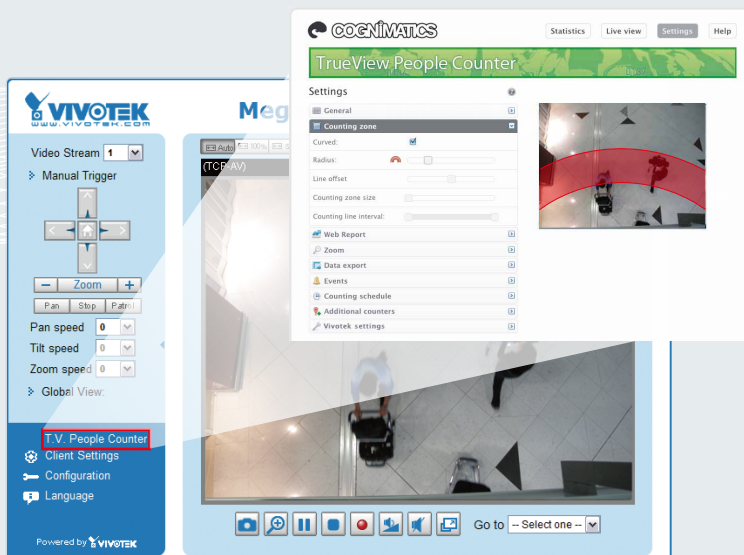 COGNIMATICS
Statistics
Live view
Settings
Help
TrueView People Counter
Settings
General
Counting zone
Curved:
Radius:
Line offset
Counting zone size
Counting line interval:
Web Report
Zoom
Data export
Events
Counting schedule
Additional counters
Vivotek settings
VIVOTEK
WWW.VIVOTEK.COM
Meg
Video Stream 1
Manual Trigger
Zoom
Pan Stop Patrol
Pan speed 0
Tilt speed 0
Zoom speed 0
Global View:
T.V. People Counter
Client Settings
Configuration
Language
Powered by VIVOTEK
Auto 100%
(TCP-AV)
Go to -- Select one --